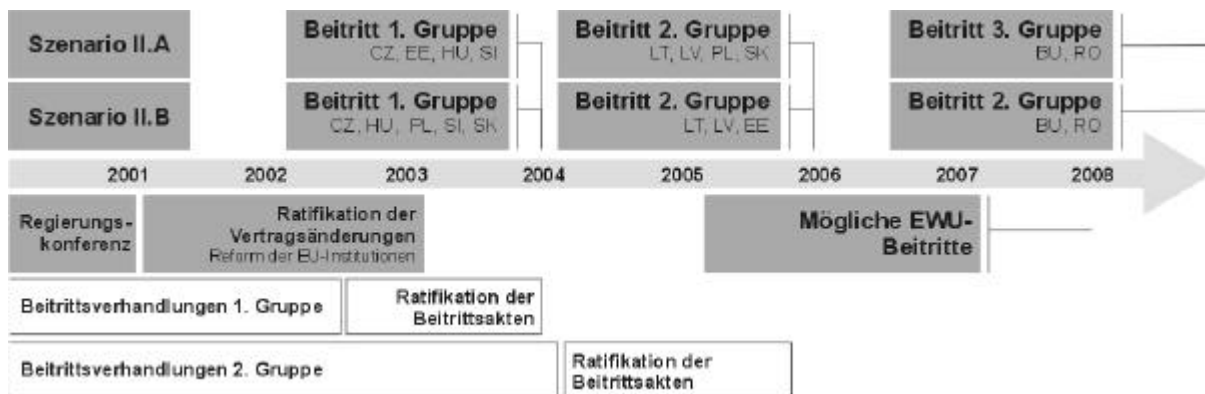 Szenario II.A
Beitritt 1. Gruppe
CZ, EE, HU, SI
Beitritt 2. Gruppe
LT, LV, PL, SK
Beitritt 3. Gruppe
BU, RO
Szenario II.B
Beitritt 1. Gruppe
CZ, HU, PL, SI, SK
Beitritt 2. Gruppe
LT, LV, EE
Beitritt 2. Gruppe
BU, RO
2001 2002 2003 2004 2005 2006 2007 2008
Regierungs-
konferenz
Ratifikation der
Vertragsänderungen
Reform der EU-Institutionen
Mögliche EWU-
Beitritte
Beitrittsverhandlungen 1. Gruppe
Ratifikation der
Beitrittsakten
Beitrittsverhandlungen 2. Gruppe
Ratifikation der
Beitrittsakten